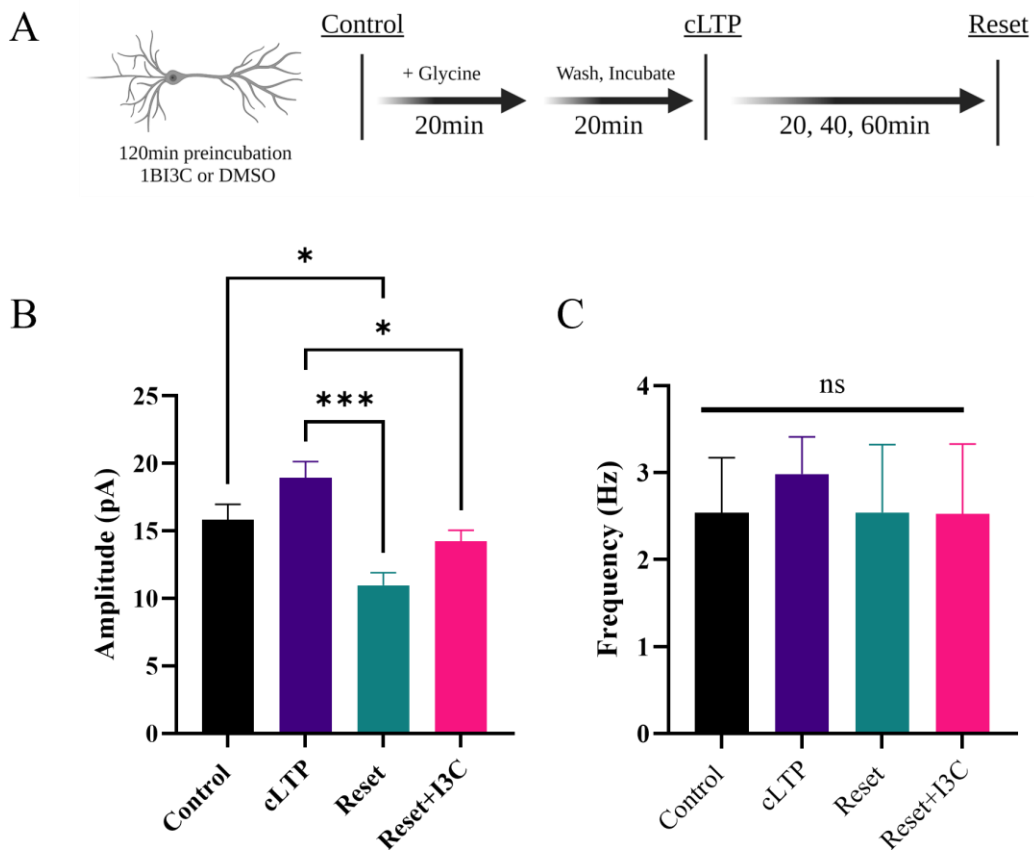 A
Control
cLTP
Reset
+ Glycine
Wash, Incubate
20min
20min
20, 40, 60min
120min preincubation
1BI3C or DMSO
B
*
*
***
Amplitude (pA)
25
20
15
10
5
0
Control
cLTP
Reset
Reset+I3C
C
ns
Frequency (Hz)
4
3
2
1
0
Control
cLTP
Reset
Reset+I3C